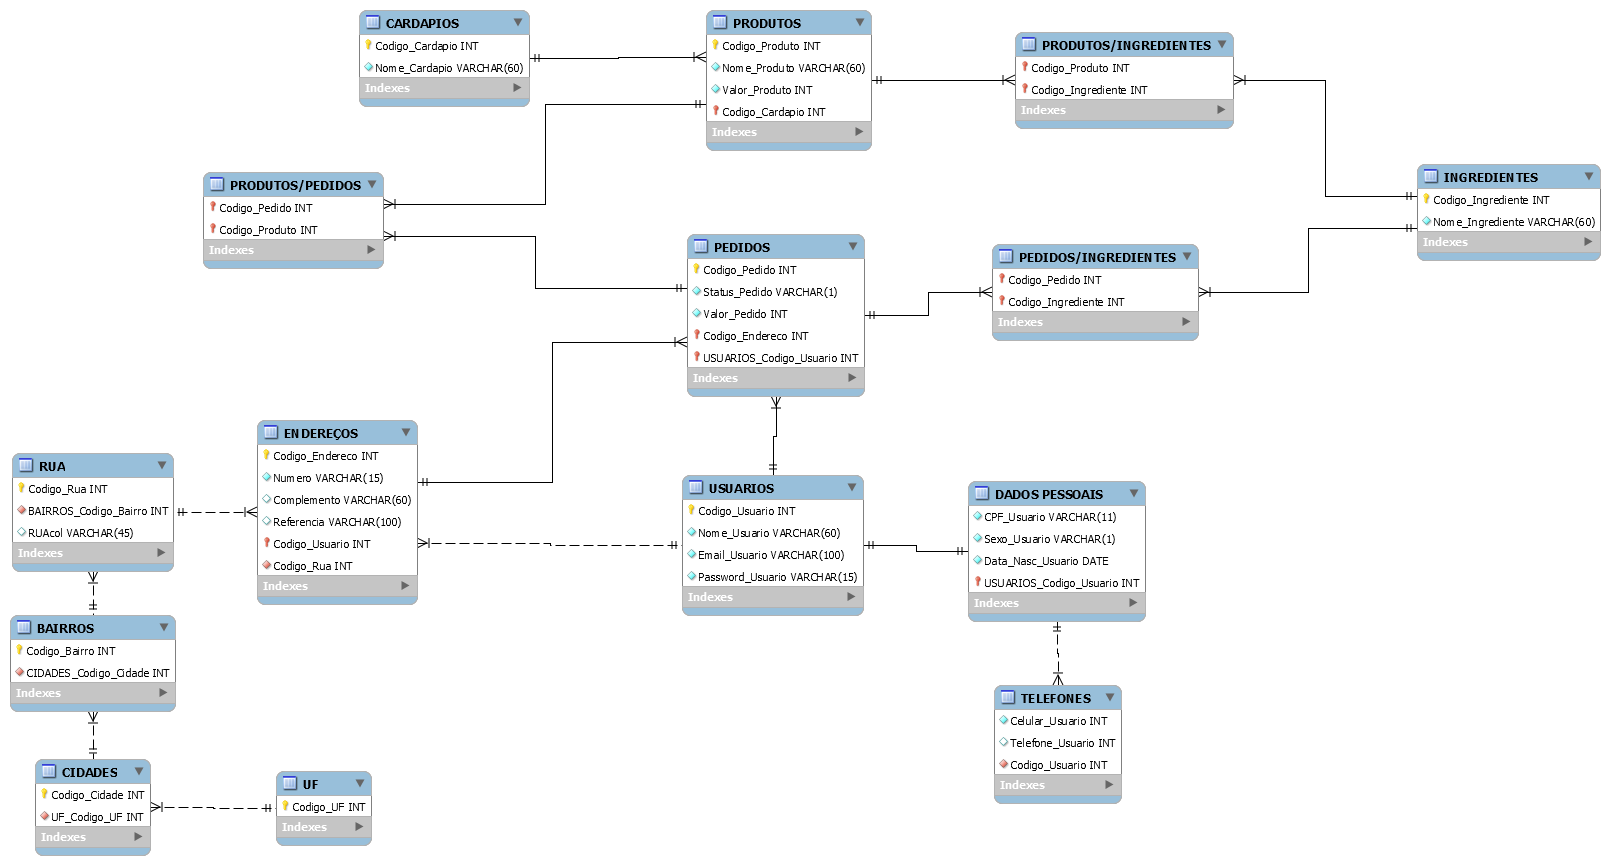 CARDAPIOS
Codigo_Cardapio INT
Nome_Cardapio VARCHAR(60)
Indexes
PRODUTOS
Codigo_Produto INT
Nome_Produto VARCHAR(60)
Valor_Produto INT
Codigo_Cardapio INT
Indexes
PRODUTOS/INGREDIENTES
Codigo_Produto INT
Codigo_Ingrediente INT
Indexes
PRODUTOS/PEDIDOS
Codigo_Pedido INT
Codigo_Produto INT
Indexes
INGREDIENTES
Codigo_Ingrediente INT
Nome_Ingrediente VARCHAR(60)
Indexes
PEDIDOS
Codigo_Pedido INT
Status_Pedido VARCHAR(1)
Valor_Pedido INT
Codigo_Endereco INT
USUARIOS_Codigo_Usuario INT
Indexes
PEDIDOS/INGREDIENTES
Codigo_Pedido INT
Codigo_Ingrediente INT
Indexes
ENDEREÇOS
Codigo_Endereco INT
Numero VARCHAR(15)
Complemento VARCHAR(60)
Referencia VARCHAR(100)
Codigo_Usuario INT
Codigo_Rua INT
Indexes
RUA
Codigo_Rua INT
BAIRROS_Codigo_Bairro INT
RUAcol VARCHAR(45)
Indexes
USUARIOS
Codigo_Usuario INT
Nome_Usuario VARCHAR(60)
Email_Usuario VARCHAR(100)
Password_Usuario VARCHAR(15)
Indexes
DADOS PESSOAIS
CPF_Usuario VARCHAR(11)
Sexo_Usuario VARCHAR(1)
Data_Nasc_Usuario DATE
USUARIOS_Codigo_Usuario INT
Indexes
BAIRROS
Codigo_Bairro INT
CIDADES_Codigo_Cidade INT
Indexes
TELEFONES
Celular_Usuario INT
Telefone_Usuario INT
Codigo_Usuario INT
Indexes
CIDADES
Codigo_Cidade INT
UF_Codigo_UF INT
Indexes
UF
Codigo_UF INT
Indexes